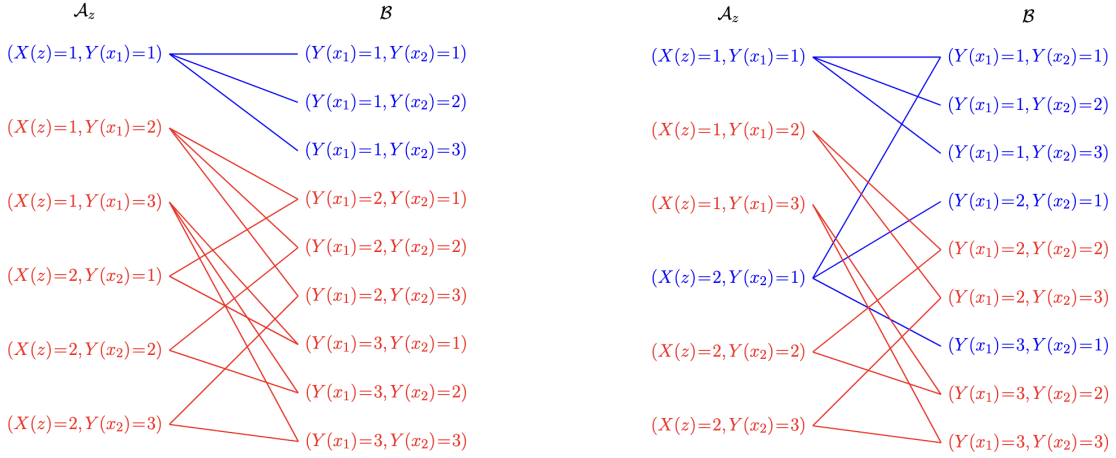 𝒜_z
ℬ
(X(z)=1,Y(x₁)=1)
(X(z)=1,Y(x₁)=2)
(X(z)=1,Y(x₁)=3)
(X(z)=2,Y(x₂)=1)
(X(z)=2,Y(x₂)=2)
(X(z)=2,Y(x₂)=3)
(Y(x₁)=1,Y(x₂)=1)
(Y(x₁)=1,Y(x₂)=2)
(Y(x₁)=1,Y(x₂)=3)
(Y(x₁)=2,Y(x₂)=1)
(Y(x₁)=2,Y(x₂)=2)
(Y(x₁)=2,Y(x₂)=3)
(Y(x₁)=3,Y(x₂)=1)
(Y(x₁)=3,Y(x₂)=2)
(Y(x₁)=3,Y(x₂)=3)
𝒜_z
ℬ
(X(z)=1,Y(x₁)=1)
(X(z)=1,Y(x₁)=2)
(X(z)=1,Y(x₁)=3)
(X(z)=2,Y(x₂)=1)
(X(z)=2,Y(x₂)=2)
(X(z)=2,Y(x₂)=3)
(Y(x₁)=1,Y(x₂)=1)
(Y(x₁)=1,Y(x₂)=2)
(Y(x₁)=1,Y(x₂)=3)
(Y(x₁)=2,Y(x₂)=1)
(Y(x₁)=2,Y(x₂)=2)
(Y(x₁)=2,Y(x₂)=3)
(Y(x₁)=3,Y(x₂)=1)
(Y(x₁)=3,Y(x₂)=2)
(Y(x₁)=3,Y(x₂)=3)